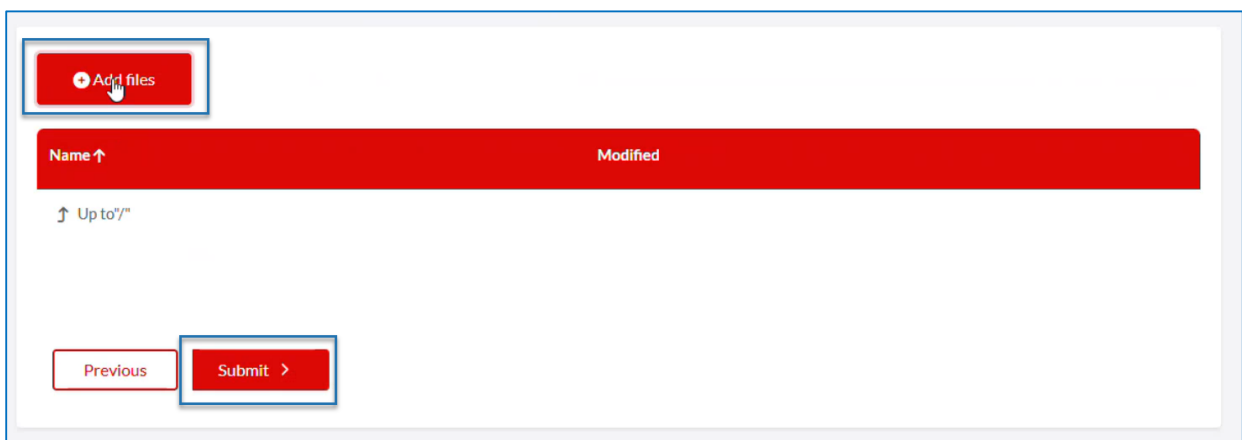 Add files
Name↑ Modified
Up to"/"
Previous Submit >